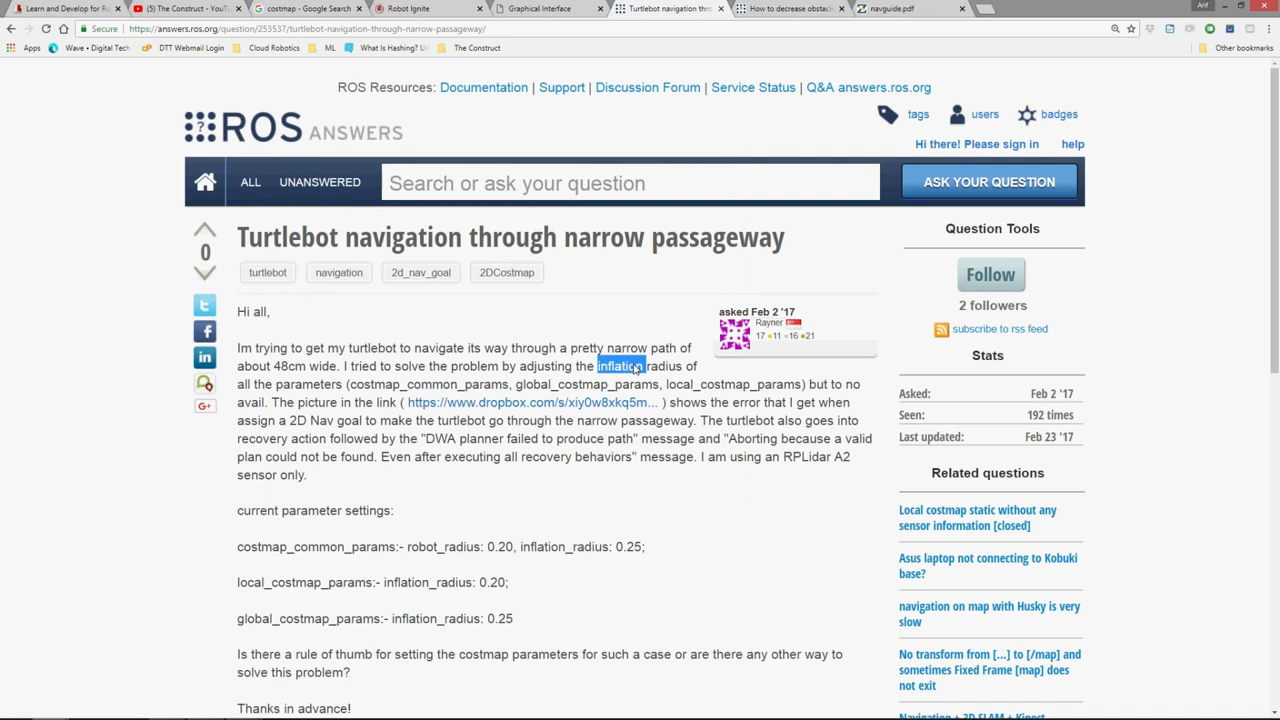 Learn and Develop for Ro
(5) The Construct - YouTu
costmap - Google Search
Robot Ignite
Graphical Interface
Turtlebot navigation thro
How to decrease obstacle
navguide.pdf
Arif
Secure
https://answers.ros.org/question/253537/turtlebot-navigation-through-narrow-passageway/
Apps
Wave • Digital Tech
DTT Webmail Login
Cloud Robotics
ML
What Is Hashing? Un
The Construct
Other bookmarks
ROS Resources: Documentation | Support | Discussion Forum | Service Status | Q&A answers.ros.org
ROS ANSWERS
tags
users
badges
Hi there! Please sign in
help
ALL
UNANSWERED
Search or ask your question
ASK YOUR QUESTION
0
Turtlebot navigation through narrow passageway
turtlebot
navigation
2d_nav_goal
2DCostmap
asked Feb 2 '17
Rayner
17 11 16 21
Hi all,
Im trying to get my turtlebot to navigate its way through a pretty narrow path of
about 48cm wide. I tried to solve the problem by adjusting the inflation radius of
all the parameters (costmap_common_params, global_costmap_params, local_costmap_params) but to no
avail. The picture in the link ( https://www.dropbox.com/s/xiy0w8xkq5m... ) shows the error that I get when
assign a 2D Nav goal to make the turtlebot go through the narrow passageway. The turtlebot also goes into
recovery action followed by the "DWA planner failed to produce path" message and "Aborting because a valid
plan could not be found. Even after executing all recovery behaviors" message. I am using an RPLidar A2
sensor only.
current parameter settings:
costmap_common_params:- robot_radius: 0.20, inflation_radius: 0.25;
local_costmap_params:- inflation_radius: 0.20;
global_costmap_params:- inflation_radius: 0.25
Is there a rule of thumb for setting the costmap parameters for such a case or are there any other way to
solve this problem?
Thanks in advance!
Question Tools
Follow
2 followers
subscribe to rss feed
Stats
Asked: Feb 2 '17
Seen: 192 times
Last updated: Feb 23 '17
Related questions
Local costmap static without any
sensor information [closed]
Asus laptop not connecting to Kobuki
base?
navigation on map with Husky is very
slow
No transform from [...] to [/map] and
sometimes Fixed Frame [map] does
not exit
Navigation + 3D SLAM + Kinect